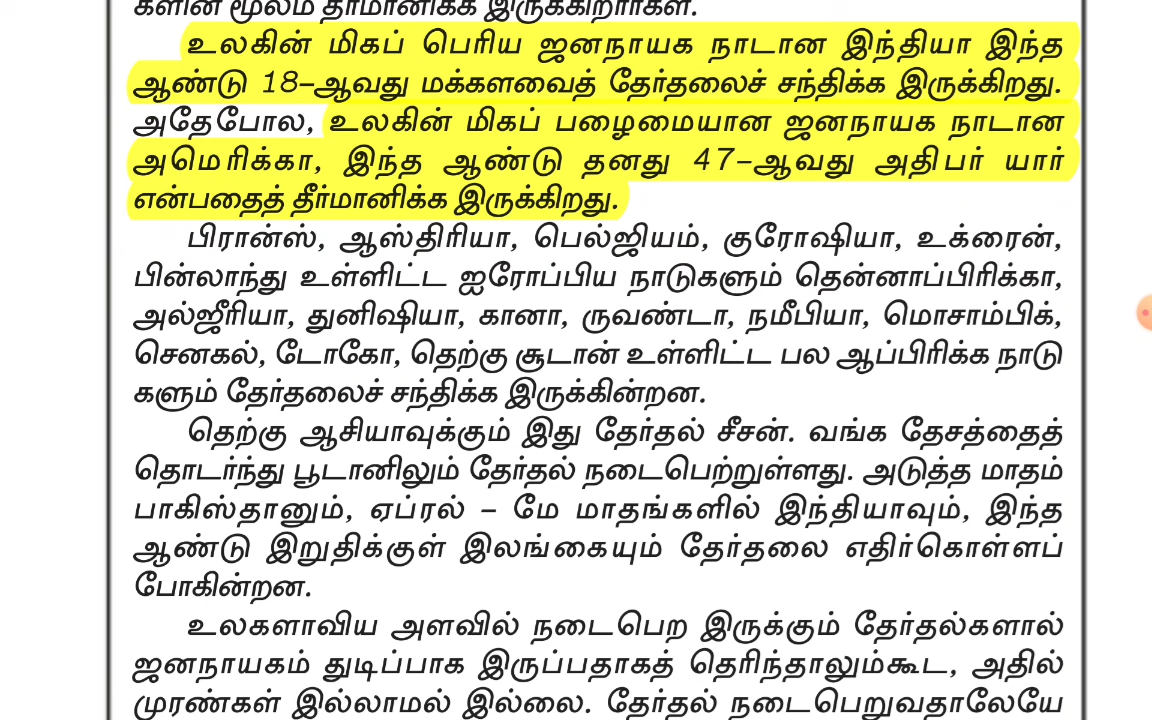 களின் மூலம் தீர்மானிக்க இருக்கிறார்கள்.
உலகின் மிகப் பெரிய ஜனநாயக நாடான இந்தியா இந்த
ஆண்டு 18-ஆவது மக்களவைத் தேர்தலைச் சந்திக்க இருக்கிறது.
அதேபோல, உலகின் மிகப் பழைமையான ஜனநாயக நாடான
அமெரிக்கா, இந்த ஆண்டு தனது 47-ஆவது அதிபர் யார்
என்பதைத் தீர்மானிக்க இருக்கிறது.
பிரான்ஸ், ஆஸ்திரியா, பெல்ஜியம், குரோஷியா, உக்ரைன்,
பின்லாந்து உள்ளிட்ட ஐரோப்பிய நாடுகளும் தென்னாப்பிரிக்கா,
அல்ஜீரியா, துனிஷியா, கானா, ருவண்டா, நமீபியா, மொசாம்பிக்,
செனகல், டோகோ, தெற்கு சூடான் உள்ளிட்ட பல ஆப்பிரிக்க நாடு
களும் தேர்தலைச் சந்திக்க இருக்கின்றன.
தெற்கு ஆசியாவுக்கும் இது தேர்தல் சீசன். வங்க தேசத்தைத்
தொடர்ந்து பூடானிலும் தேர்தல் நடைபெற்றுள்ளது. அடுத்த மாதம்
பாகிஸ்தானும், ஏப்ரல் – மே மாதங்களில் இந்தியாவும், இந்த
ஆண்டு இறுதிக்குள் இலங்கையும் தேர்தலை எதிர்கொள்ளப்
போகின்றன.
உலகளாவிய அளவில் நடைபெற இருக்கும் தேர்தல்களால்
ஜனநாயகம் துடிப்பாக இருப்பதாகத் தெரிந்தாலும்கூட, அதில்
முரண்கள் இல்லாமல் இல்லை. தேர்தல் நடைபெறுவதாலேயே